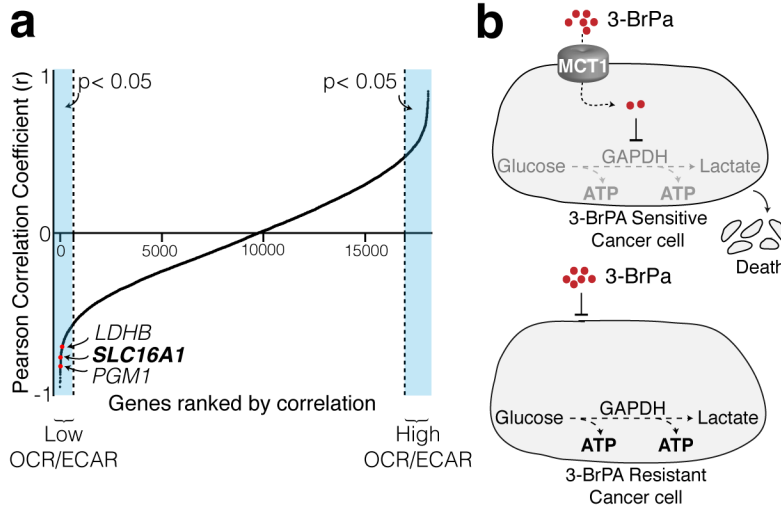 a
Pearson Correlation Coefficient (r)
1
0
-1
p< 0.05
p< 0.05
0
5000
10000
15000
LDHB
SLC16A1
PGM1
Genes ranked by correlation
Low
OCR/ECAR
High
OCR/ECAR
b
3-BrPa
MCT1
GAPDH
Glucose
Lactate
ATP
ATP
3-BrPA Sensitive
Cancer cell
Death
3-BrPa
GAPDH
Glucose
Lactate
ATP
ATP
3-BrPA Resistant
Cancer cell